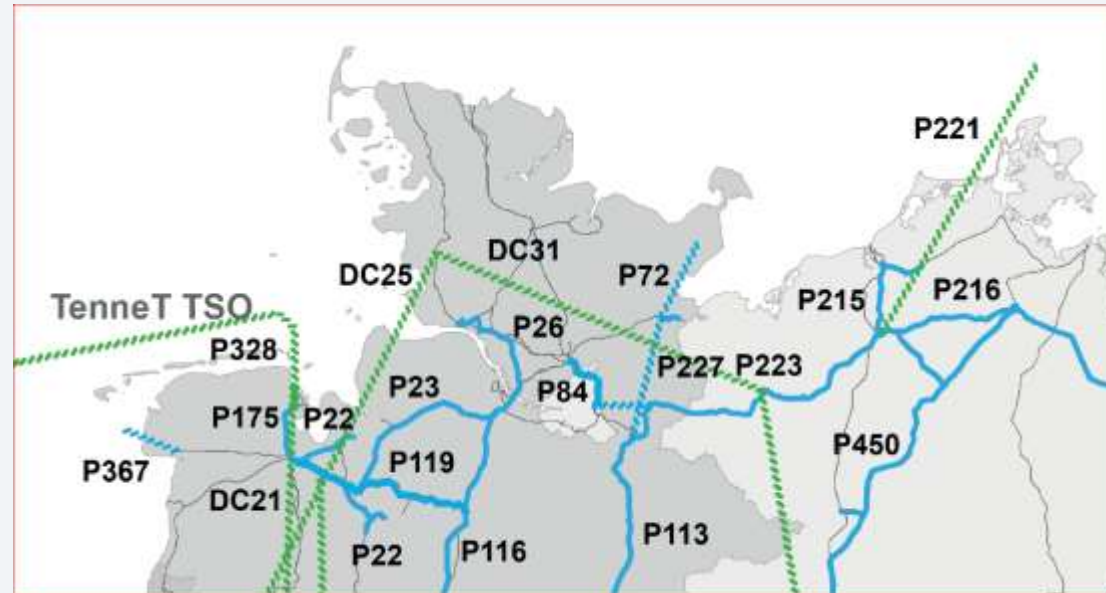 P221
DC31
DC25
P72
P215
P216
TenneT TSO
P26
P328
P227
P223
P23
P84
P175
P22
P450
P119
P367
DC21
P22
P116
P113